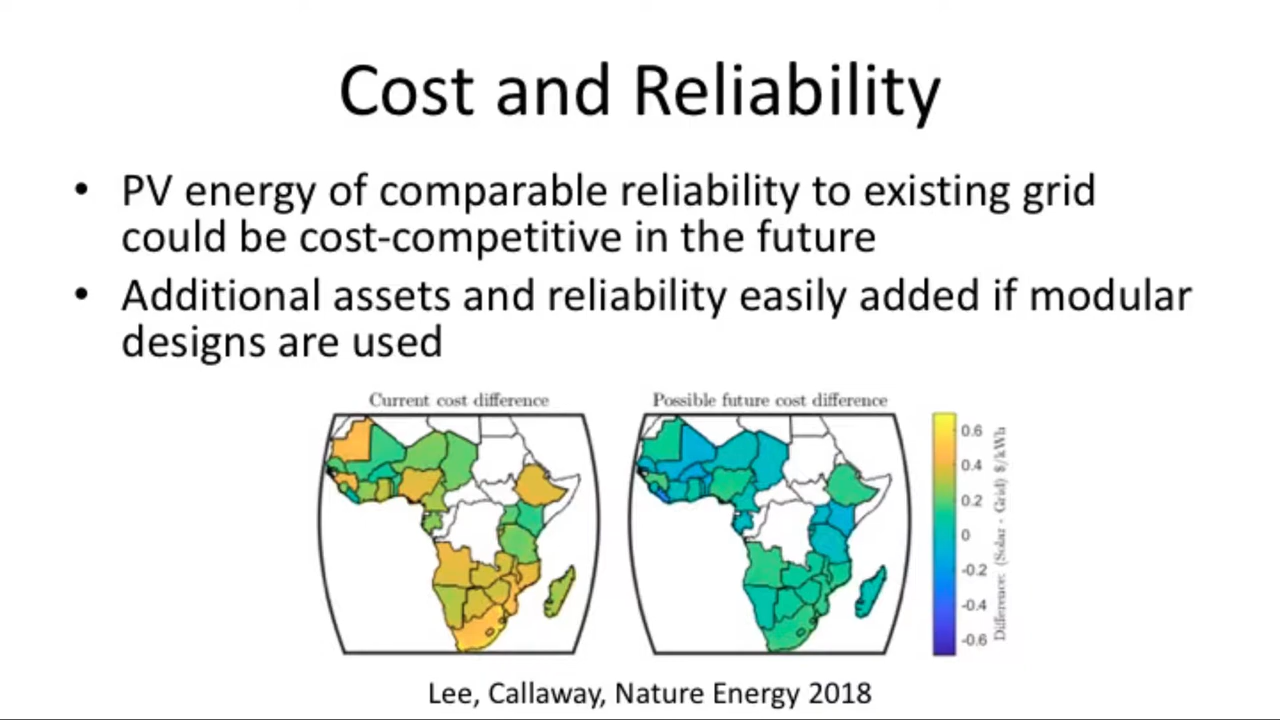 Cost and Reliability
• PV energy of comparable reliability to existing grid
could be cost-competitive in the future
• Additional assets and reliability easily added if modular
designs are used
Current cost difference
Possible future cost difference
0.6
0.4
0.2
0
-0.2
-0.4
-0.6
Difference: (Solar - Grid) $/kWh
Lee, Callaway, Nature Energy 2018